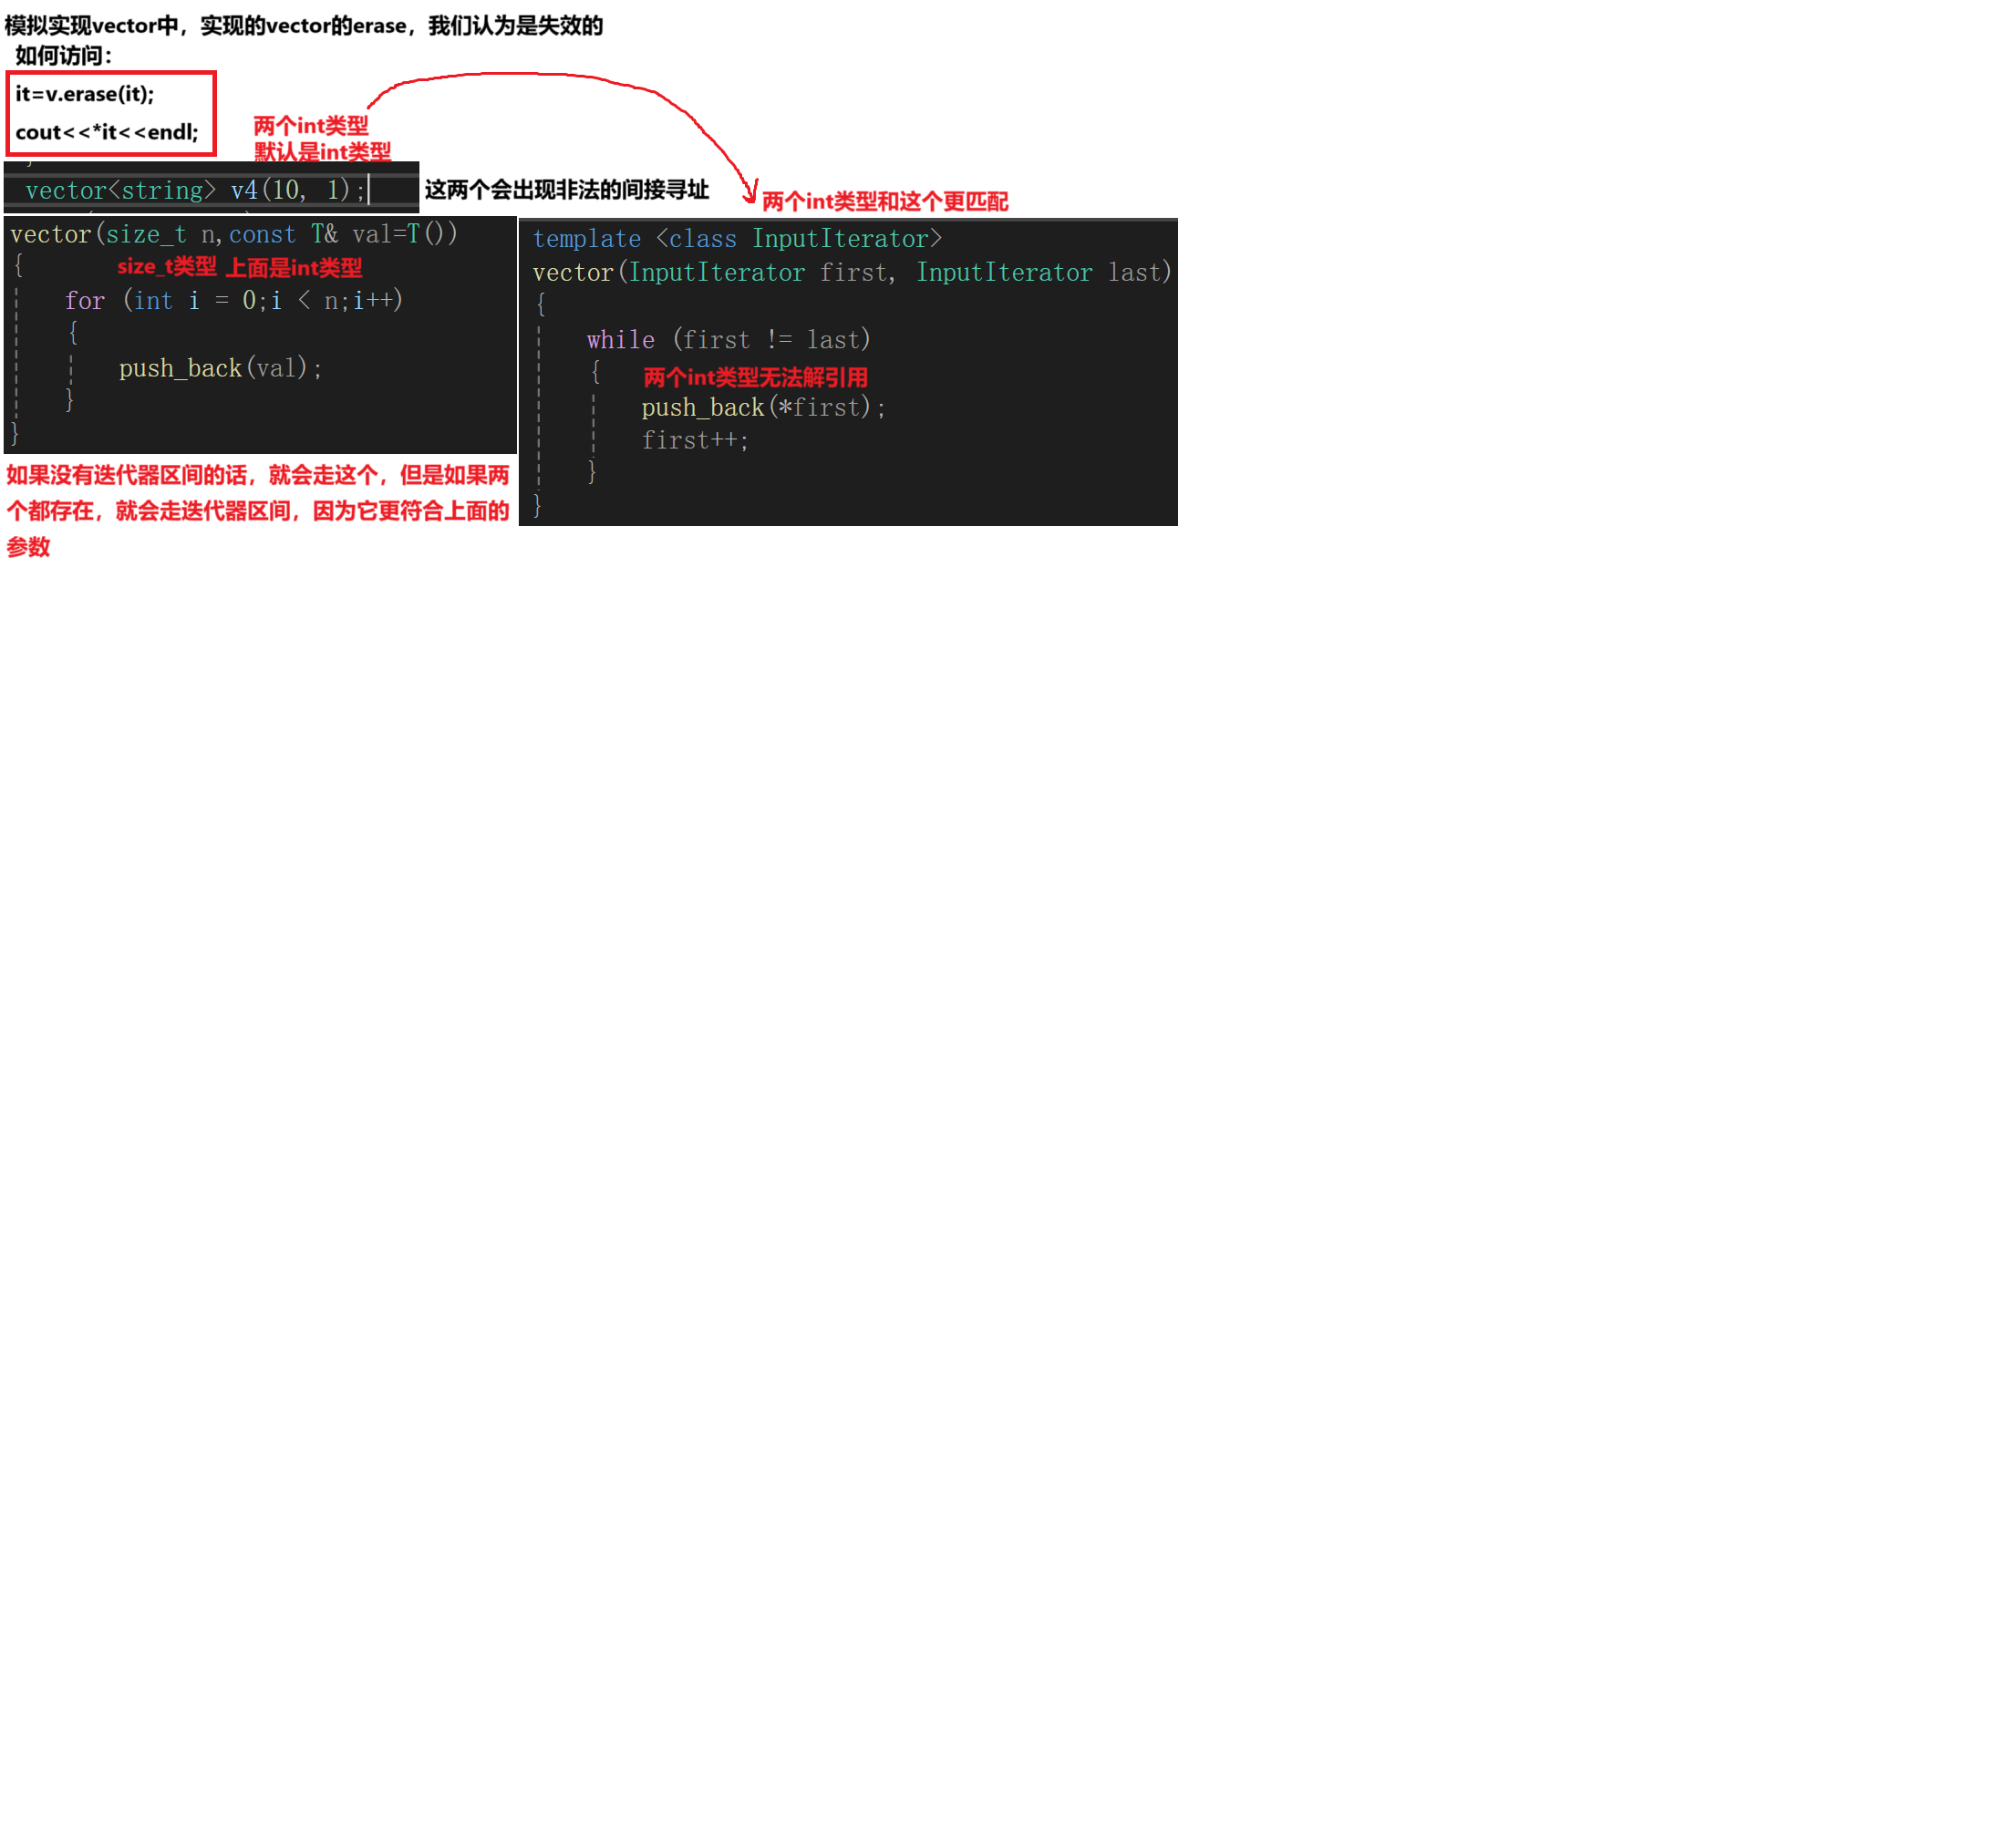 模拟实现vector中，实现的vector的erase，我们认为是失效的
如何访问：
it=v.erase(it);
cout<<*it<<endl;
两个int类型
默认是int类型
vector<string> v4(10, 1);
这两个会出现非法的间接寻址
两个int类型和这个更匹配
vector(size_t n,const T& val=T())
{
size_t类型 上面是int类型
for (int i = 0;i < n;i++)
{
push_back(val);
}
}
如果没有迭代器区间的话，就会走这个，但是如果两
个都存在，就会走迭代器区间，因为它更符合上面的
参数
template <class InputIterator>
vector(InputIterator first, InputIterator last)
{
while (first != last)
{
两个int类型无法解引用
push_back(*first);
first++;
}
}